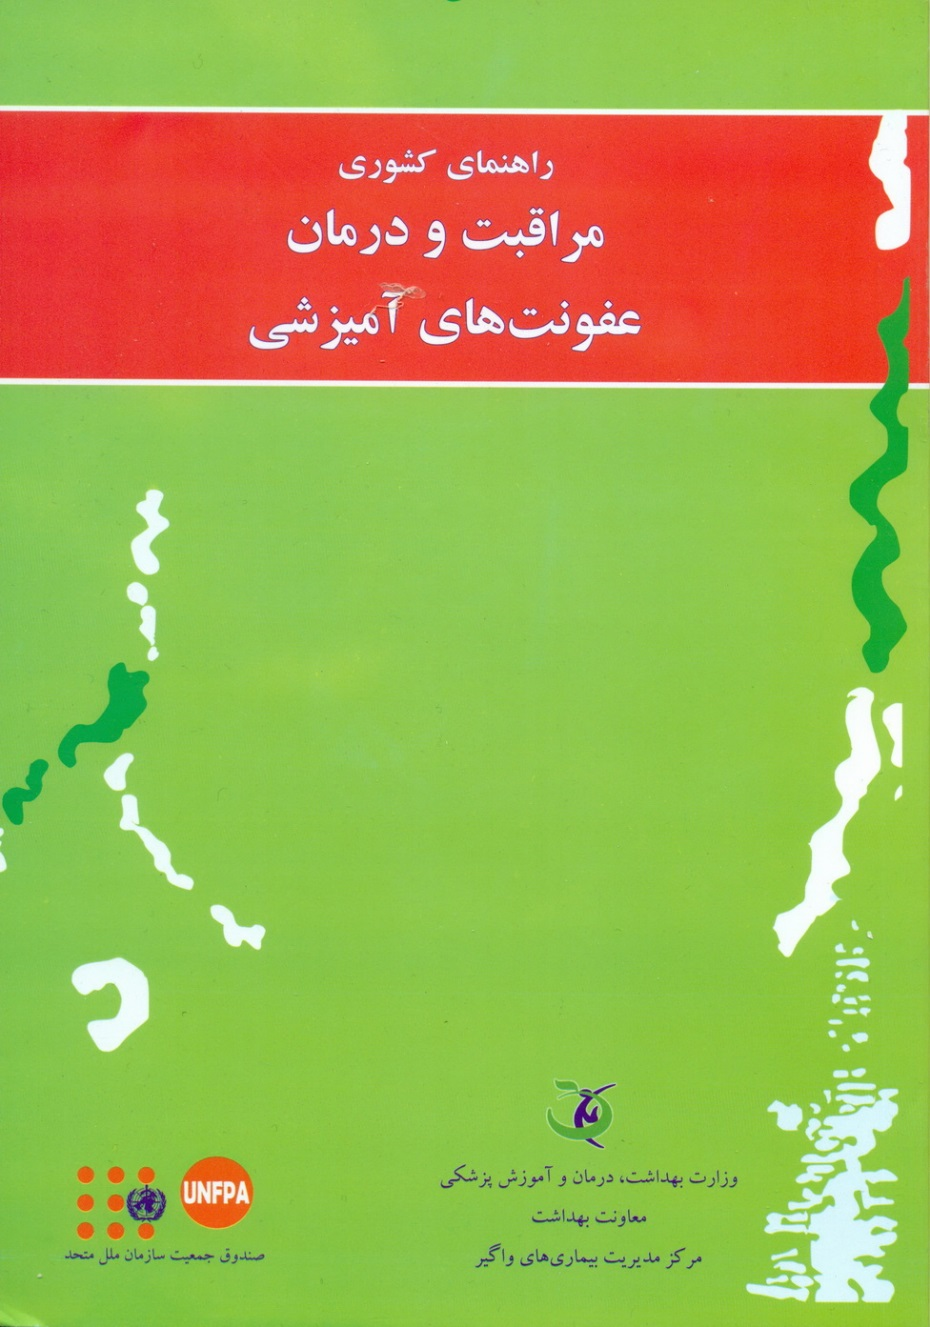 راهنمای کشوری
مراقبت و درمان
عفونت‌های آمیزشی
وزارت بهداشت، درمان و آموزش پزشکی
معاونت بهداشت
مرکز مدیریت بیماری‌های واگیر
UNFPA
صندوق جمعیت سازمان ملل متحد